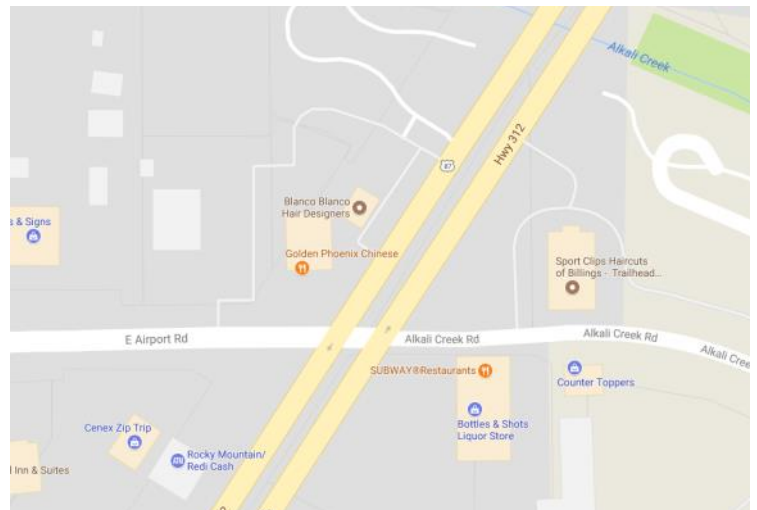 Alkali Creek
Hwy 312
87
Blanco Blanco
Hair Designers
s & Signs
Golden Phoenix Chinese
Sport Clips Haircuts
of Billings - Trailhead...
E Airport Rd
Alkali Creek Rd
Alkali Creek Rd
Alkali Cree
SUBWAY®Restaurants
Counter Toppers
Cenex Zip Trip
Bottles & Shots
Liquor Store
Rocky Mountain/
Redi Cash
l Inn & Suites